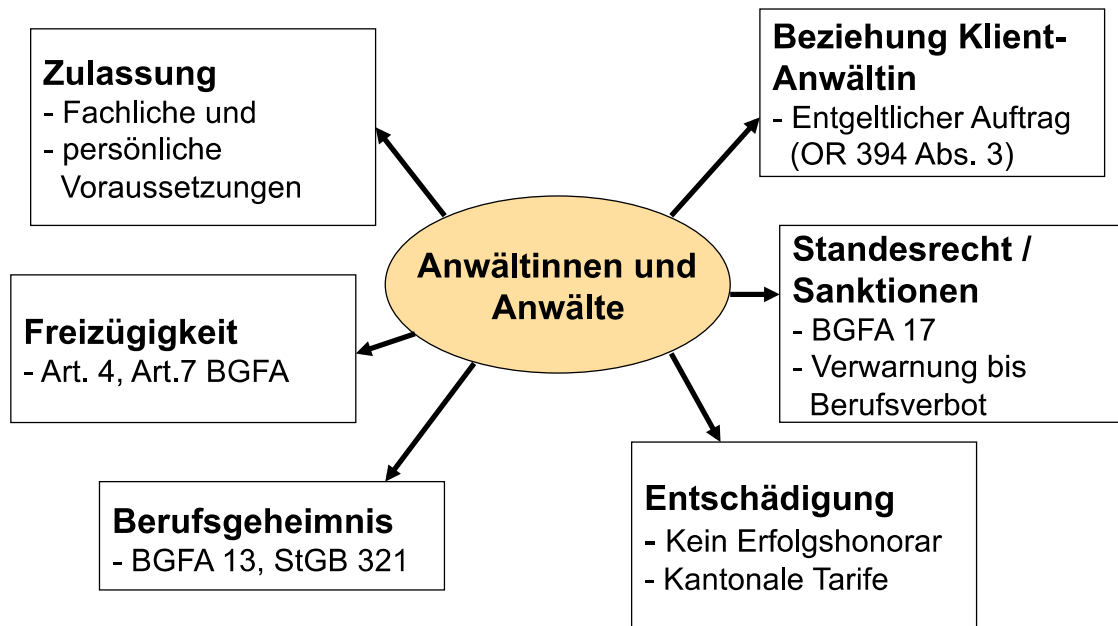 Zulassung
- Fachliche und
- persönliche
Voraussetzungen
Beziehung Klient-
Anwältin
- Entgeltlicher Auftrag
(OR 394 Abs. 3)
Anwältinnen und
Anwälte
Standesrecht /
Sanktionen
- BGFA 17
- Verwarnung bis
Berufsverbot
Freizügigkeit
- Art. 4, Art.7 BGFA
Berufsgeheimnis
- BGFA 13, StGB 321
Entschädigung
- Kein Erfolgshonorar
- Kantonale Tarife